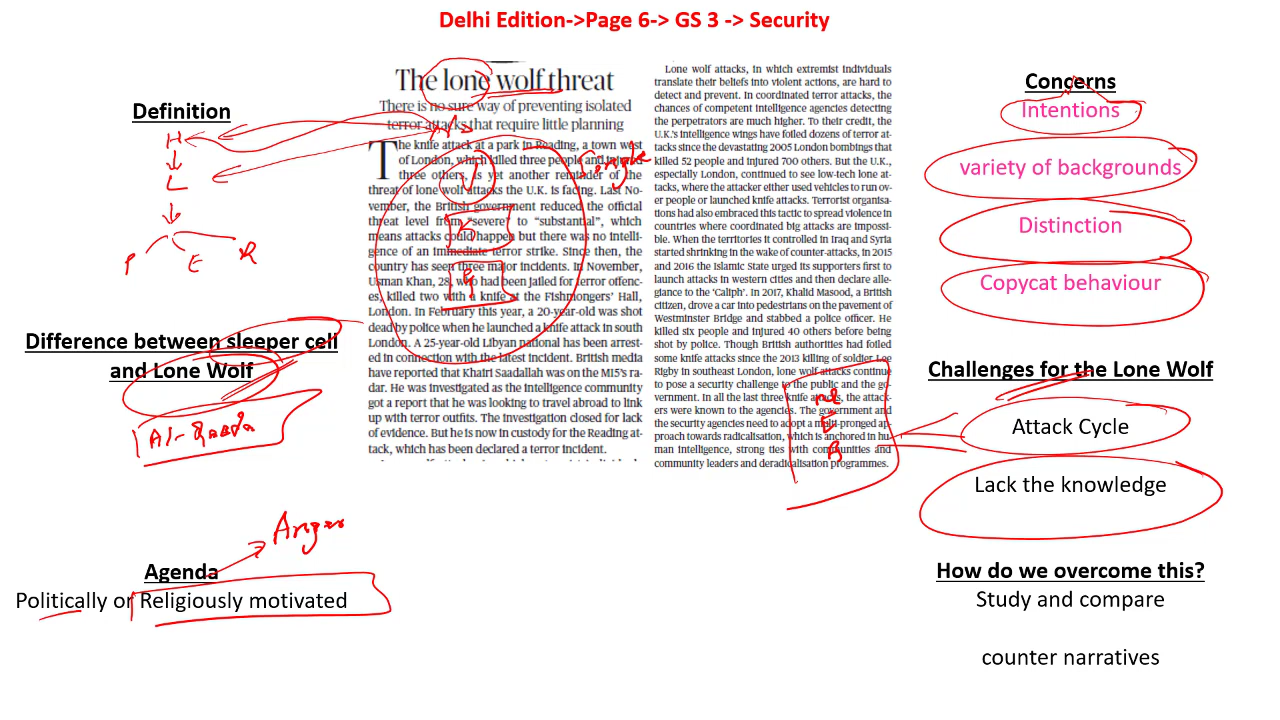 Delhi Edition->Page 6-> GS 3 -> Security
Definition
H
L
P E R
Difference between sleeper cell
and Lone Wolf
Al-Qaeda
Anger
Agenda
Politically or Religiously motivated
The lone wolf threat
There is no sure way of preventing isolated
terror attacks that require little planning
The knife attack at a park in Reading, a town west
of London, which killed three people and injured
three others, is yet another reminder of the
threat of lone wolf attacks the U.K. is facing. Last No-
vember, the British government reduced the official
threat level from “severe” to “substantial”, which
means attacks could happen but there was no intelli-
gence of an immediate terror strike. Since then, the
country has seen three major incidents. In November,
Usman Khan, 28, who had been jailed for terror offenc-
es, killed two with a knife at the Fishmongers’ Hall,
London. In February this year, a 20-year-old was shot
dead by police when he launched a knife attack in south
London. A 25-year-old Libyan national has been arrest-
ed in connection with the latest incident. British media
have reported that Khairi Saadallah was on the MI5’s ra-
dar. He was investigated as the intelligence community
got a report that he was looking to travel abroad to link
up with terror outfits. The investigation closed for lack
of evidence. But he is now in custody for the Reading at-
tack, which has been declared a terror incident.
Single
Lone wolf attacks, in which extremist individuals
translate their beliefs into violent actions, are hard to
detect and prevent. In coordinated terror attacks, the
chances of competent intelligence agencies detecting
the perpetrators are much higher. To their credit, the
U.K.’s intelligence wings have foiled dozens of terror at-
tacks since the devastating 2005 London bombings that
killed 52 people and injured 700 others. But the U.K.,
especially London, continued to see low-tech lone at-
tacks, where the attacker either used vehicles to run ov-
er people or launched knife attacks. Terrorist organisa-
tions had also embraced this tactic to spread violence in
countries where coordinated big attacks are impossi-
ble. When the territories it controlled in Iraq and Syria
started shrinking in the wake of counter-attacks, in 2015
and 2016 the Islamic State urged its supporters first to
launch attacks in western cities and then declare alle-
giance to the ‘Caliph’. In 2017, Khalid Masood, a British
citizen, drove a car into pedestrians on the pavement of
Westminster Bridge and stabbed a police officer. He
killed six people and injured 40 others before being
shot by police. Though British authorities had foiled
some knife attacks since the 2013 killing of soldier Lee
Rigby in southeast London, lone wolf attacks continue
to pose a security challenge to the public and the go-
vernment. In all the last three knife attacks, the attack-
ers were known to the agencies. The government and
the security agencies need to adopt a multi-pronged ap-
proach towards radicalisation, which is anchored in hu-
man intelligence, strong ties with communities and
community leaders and deradicalisation programmes.
Concerns
Intentions
variety of backgrounds
Distinction
Copycat behaviour
Challenges for the Lone Wolf
Attack Cycle
Lack the knowledge
How do we overcome this?
Study and compare
counter narratives